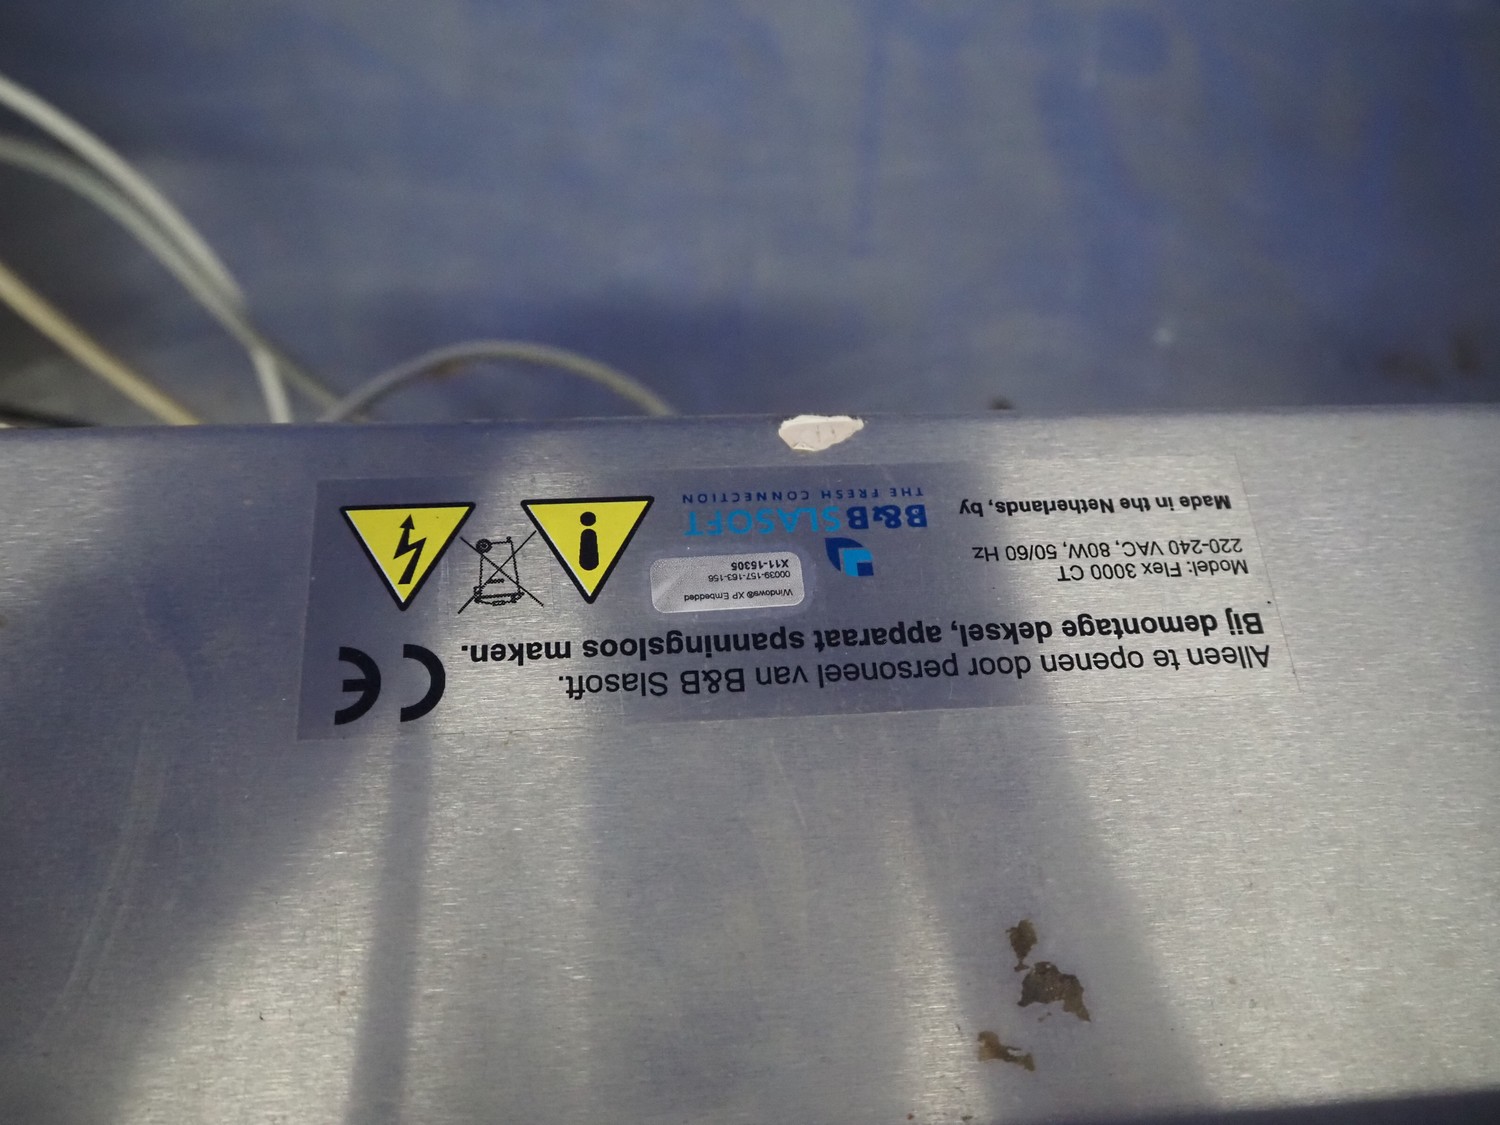 Alleen te openen door personeel van B&B Slasoft.
Bij demontage deksel, apparaat spanningsloos maken.
Model: Flex 3000 CT
220-240 VAC, 80W, 50/60 Hz
Made in the Netherlands, by
Windows® XP Embedded
00039-157-163-156
X11-15305
B&BSLASOFT
THE FRESH CONNECTION
CE